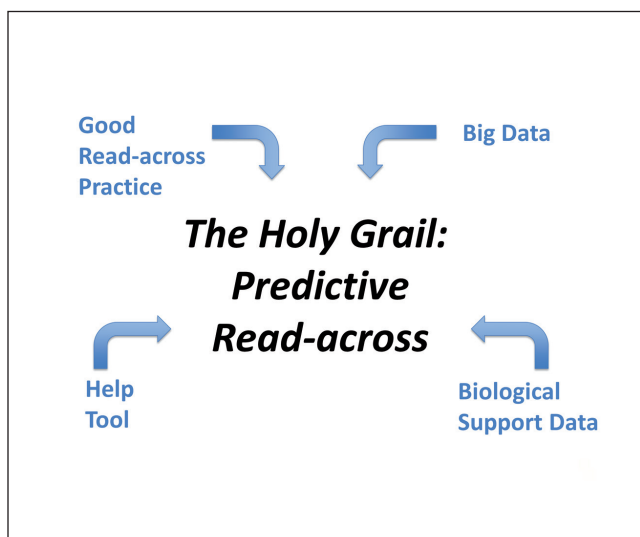 Good
Read-across
Practice
Big Data
The Holy Grail:
Predictive
Read-across
Help
Tool
Biological
Support Data